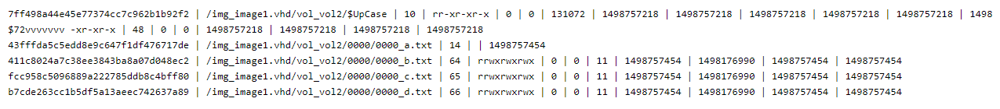 7ff498a44e45e77374cc7c962b1b92f2 | /img_image1.vhd/vol_vol2/$UpCase | 10 | rr-xr-xr-x | 0 | 0 | 131072 | 1498757218 | 1498757218 | 1498757218 | 1498757218 | 1498757218 | 1498
$72vvvvvvv -xr-xr-x | 48 | 0 | 0 | 1498757218 | 1498757218 | 1498757218 | 1498757218
43fffda5c5edd8e9c647f1df476717de | /img_image1.vhd/vol_vol2/0000/0000_a.txt | 14 | | 1498757454
411c8024a7c38ee3843ba8a07d048ec2 | /img_image1.vhd/vol_vol2/0000/0000_b.txt | 64 | rrwxrwxrwx | 0 | 0 | 11 | 1498757454 | 1498176990 | 1498757454 | 1498757454
fcc958c5096889a222785ddb8c4bff80 | /img_image1.vhd/vol_vol2/0000/0000_c.txt | 65 | rrwxrwxrwx | 0 | 0 | 11 | 1498757454 | 1498176990 | 1498757454 | 1498757454
b7cde263cc1b5df5a13aeec742637a89 | /img_image1.vhd/vol_vol2/0000/0000_d.txt | 66 | rrwxrwxrwx | 0 | 0 | 11 | 1498757454 | 1498176990 | 1498757454 | 1498757454